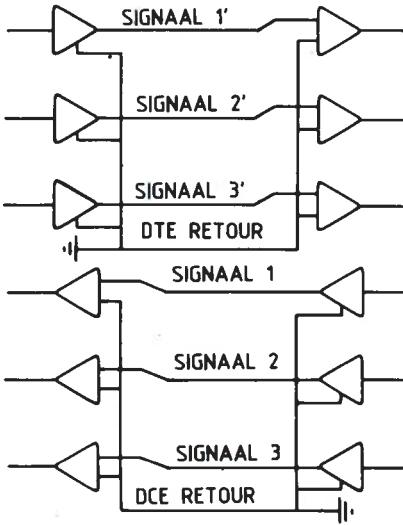 SIGNAAL 1'
SIGNAAL 2'
SIGNAAL 3'
DTE RETOUR
SIGNAAL 1
SIGNAAL 2
SIGNAAL 3
DCE RETOUR